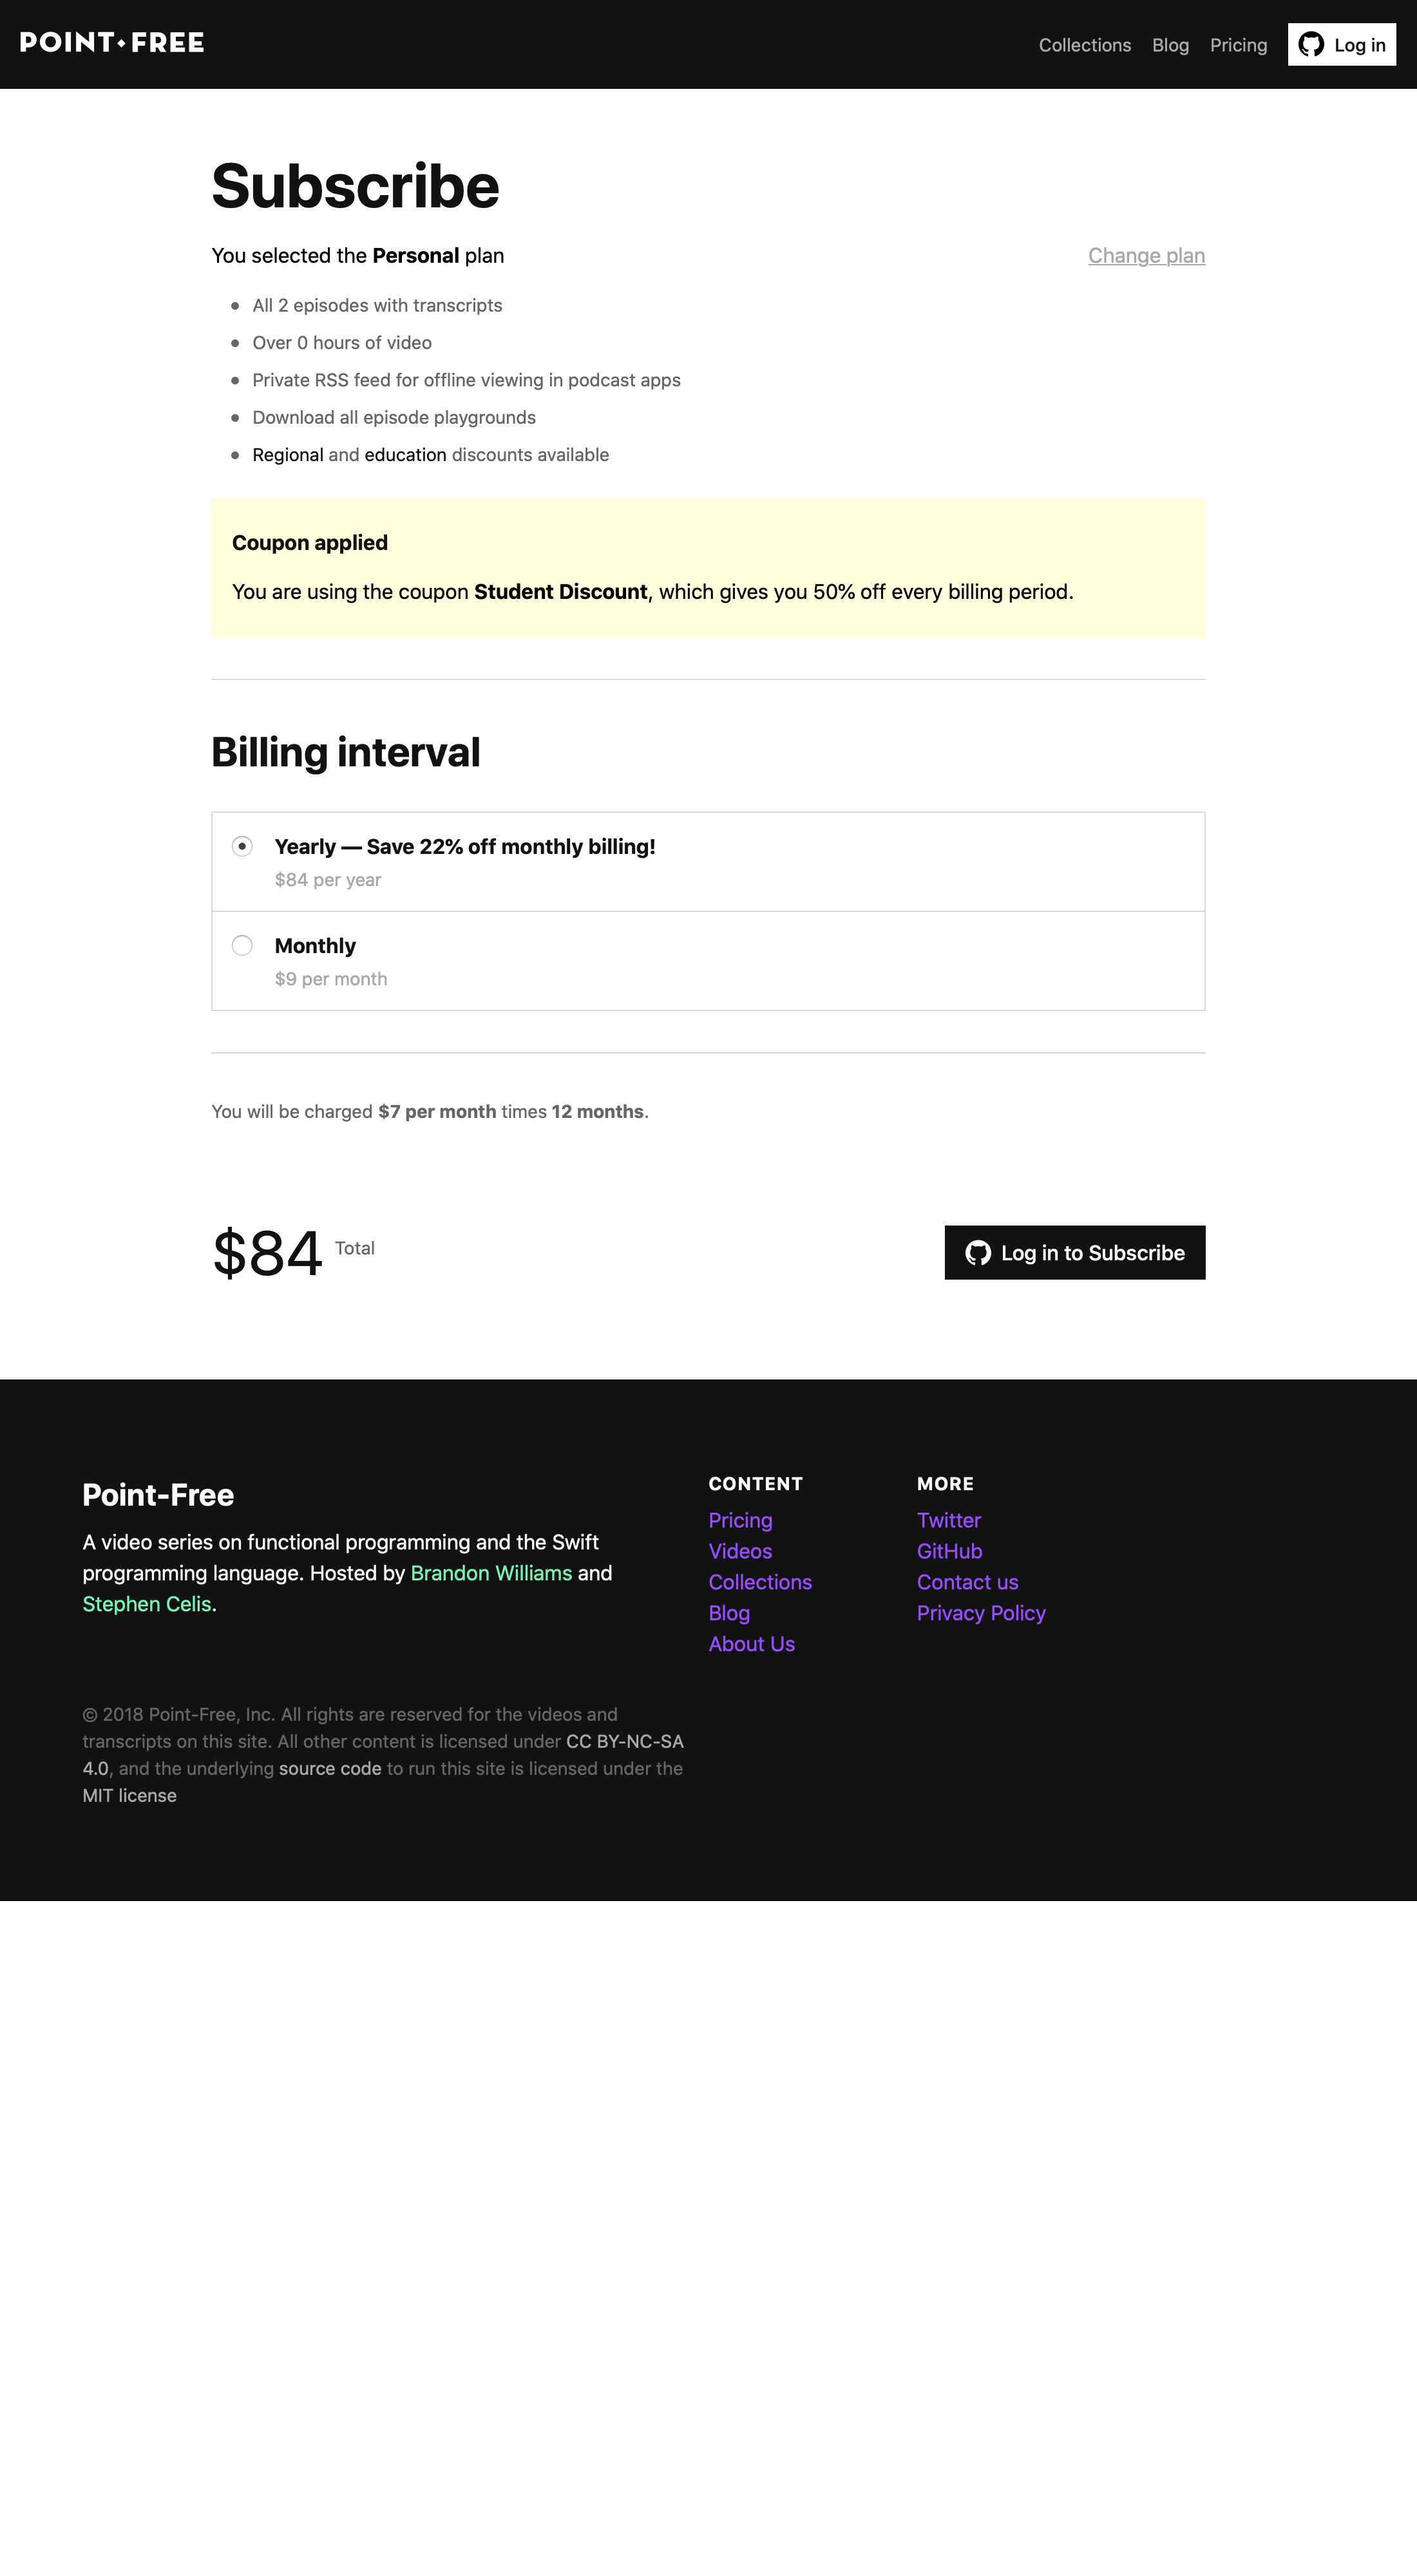 POINT•FREE
Collections Blog Pricing Log in
Subscribe
You selected the Personal plan
Change plan
All 2 episodes with transcripts
Over 0 hours of video
Private RSS feed for offline viewing in podcast apps
Download all episode playgrounds
Regional and education discounts available
Coupon applied
You are using the coupon Student Discount, which gives you 50% off every billing period.
Billing interval
Yearly — Save 22% off monthly billing!
$84 per year
Monthly
$9 per month
You will be charged $7 per month times 12 months.
$84 Total
Log in to Subscribe
Point-Free
A video series on functional programming and the Swift
programming language. Hosted by Brandon Williams and
Stephen Celis.
CONTENT
Pricing
Videos
Collections
Blog
About Us
MORE
Twitter
GitHub
Contact us
Privacy Policy
© 2018 Point-Free, Inc. All rights are reserved for the videos and
transcripts on this site. All other content is licensed under CC BY-NC-SA
4.0, and the underlying source code to run this site is licensed under the
MIT license